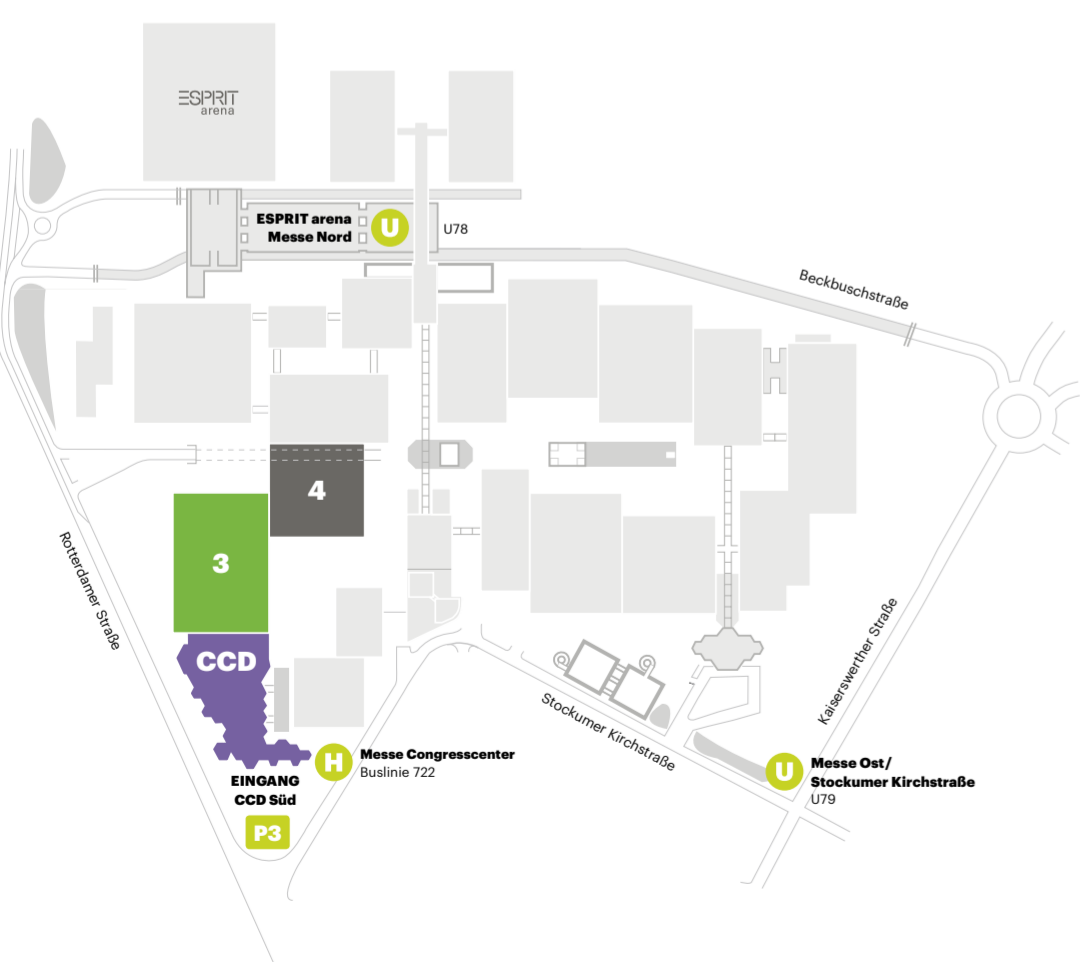 ESPRIT
arena
ESPRIT arena
Messe Nord
U
U78
Beckbuschstraße
4
3
Rotterdamer Straße
CCD
Kaiserswerther Straße
Stockumer Kirchstraße
H
Messe Congresscenter
Buslinie 722
U
Messe Ost/
Stockumer Kirchstraße
U79
EINGANG
CCD Süd
P3